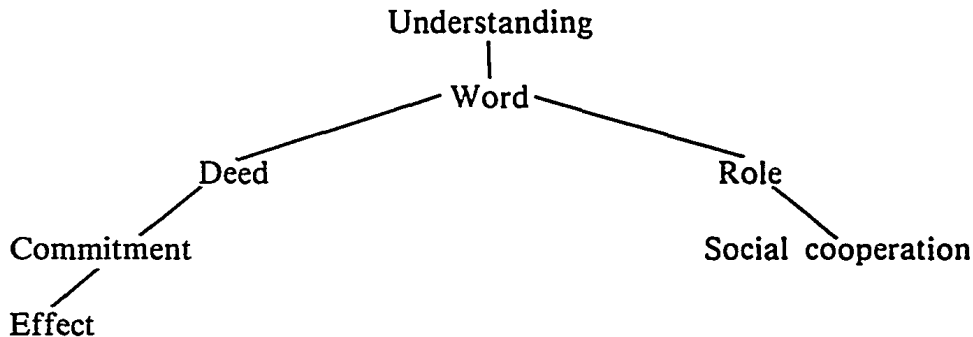 Understanding
Word
Deed Role
Commitment Social cooperation
Effect